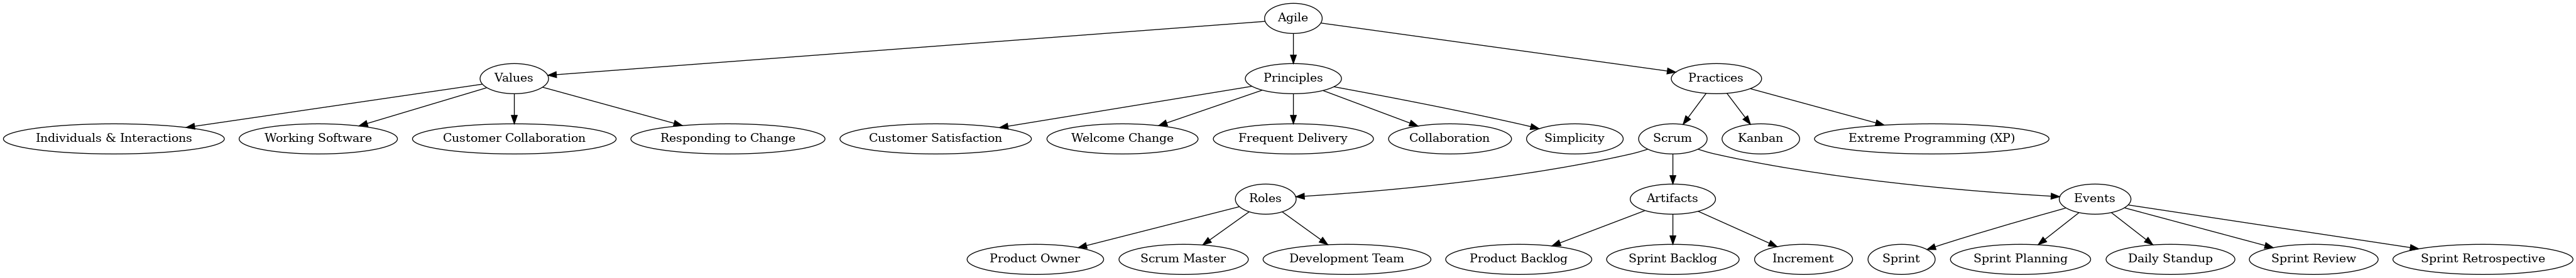 Agile
Values
Principles
Practices
Individuals & Interactions
Working Software
Customer Collaboration
Responding to Change
Customer Satisfaction
Welcome Change
Frequent Delivery
Collaboration
Simplicity
Scrum
Kanban
Extreme Programming (XP)
Roles
Artifacts
Events
Product Owner
Scrum Master
Development Team
Product Backlog
Sprint Backlog
Increment
Sprint
Sprint Planning
Daily Standup
Sprint Review
Sprint Retrospective